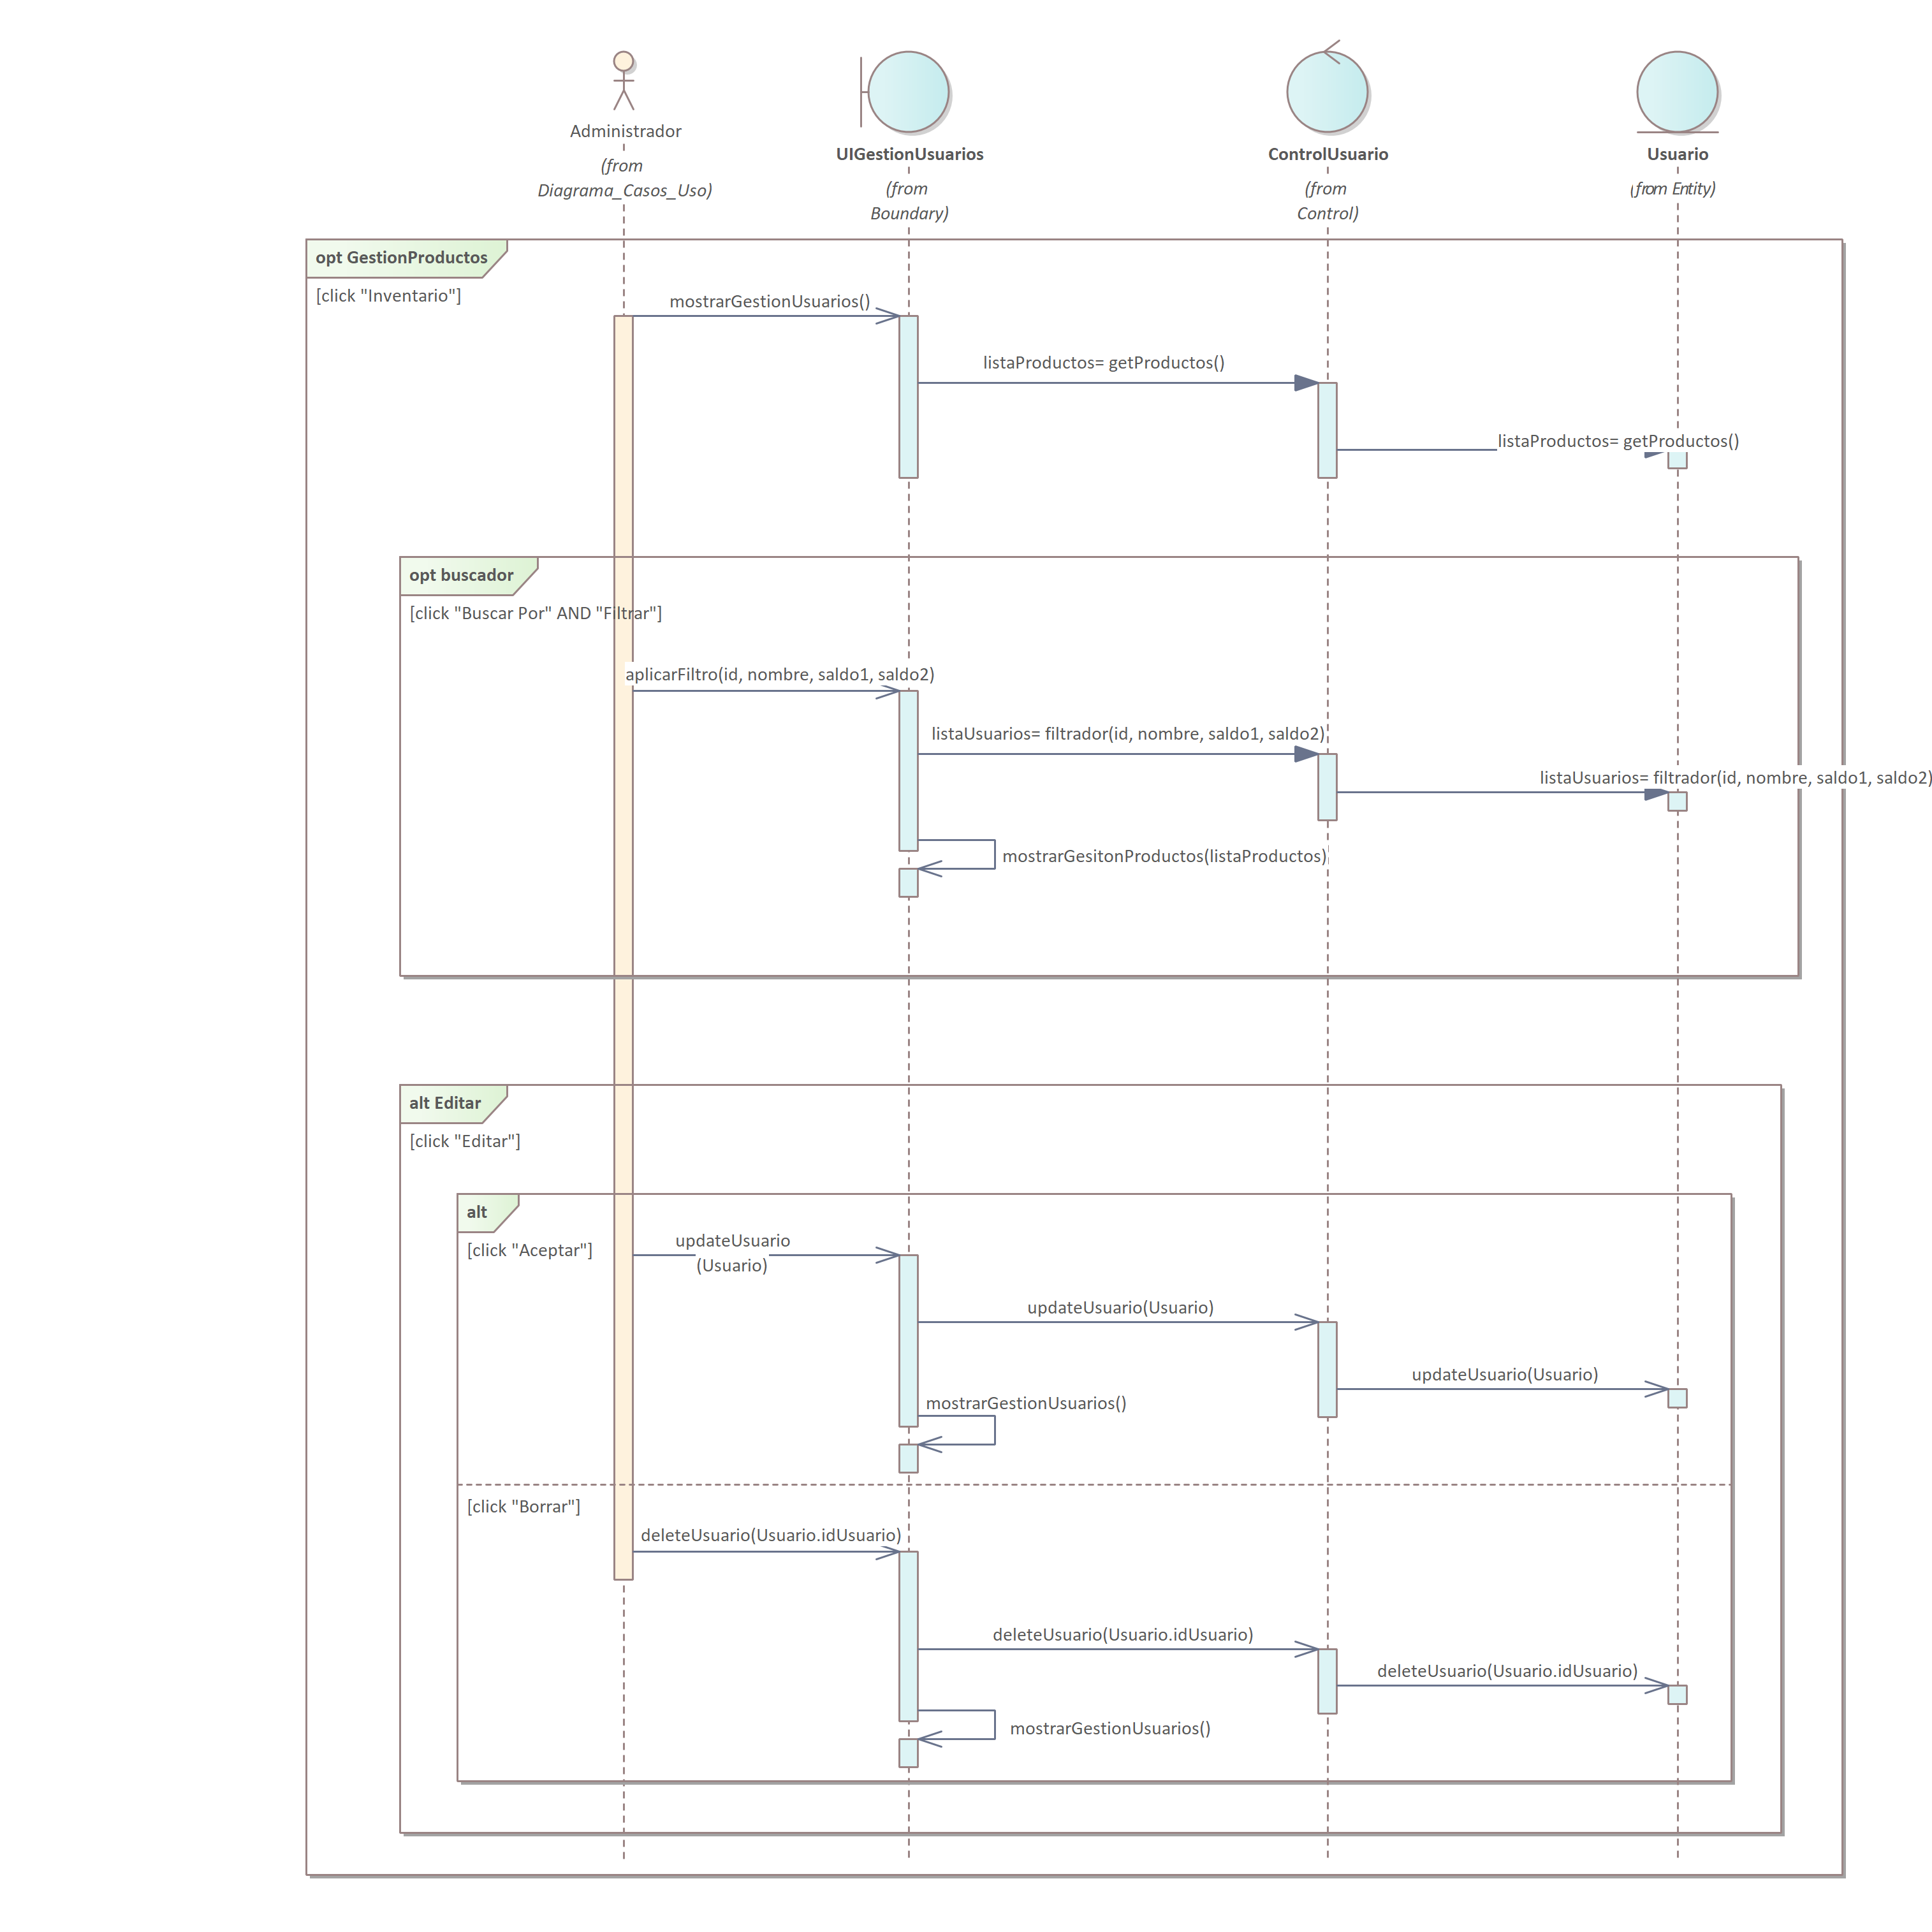 Administrador
(from
Diagrama_Casos_Uso)
UIGestionUsuarios
(from
Boundary)
ControlUsuario
(from
Control)
Usuario
(from Entity)
opt GestionProductos
[click "Inventario"]
mostrarGestionUsuarios()
listaProductos= getProductos()
listaProductos= getProductos()
opt buscador
[click "Buscar Por" AND "Filtrar"]
aplicarFiltro(id, nombre, saldo1, saldo2)
listaUsuarios= filtrador(id, nombre, saldo1, saldo2)
listaUsuarios= filtrador(id, nombre, saldo1, saldo2)
mostrarGesitonProductos(listaProductos)
alt Editar
[click "Editar"]
alt
[click "Aceptar"]
updateUsuario
(Usuario)
updateUsuario(Usuario)
updateUsuario(Usuario)
mostrarGestionUsuarios()
[click "Borrar"]
deleteUsuario(Usuario.idUsuario)
deleteUsuario(Usuario.idUsuario)
deleteUsuario(Usuario.idUsuario)
mostrarGestionUsuarios()